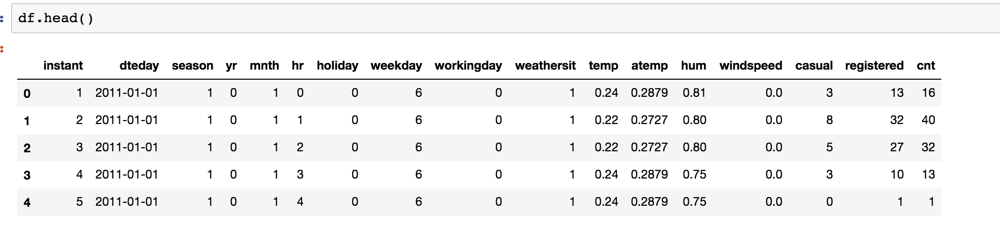 df.head()
instant dteday season yr mnth hr holiday weekday workingday weathersit temp atemp hum windspeed casual registered cnt
0 1 2011-01-01 1 0 1 0 0 6 0 1 0.24 0.2879 0.81 0.0 3 13 16
1 2 2011-01-01 1 0 1 1 0 6 0 1 0.22 0.2727 0.80 0.0 8 32 40
2 3 2011-01-01 1 0 1 2 0 6 0 1 0.22 0.2727 0.80 0.0 5 27 32
3 4 2011-01-01 1 0 1 3 0 6 0 1 0.24 0.2879 0.75 0.0 3 10 13
4 5 2011-01-01 1 0 1 4 0 6 0 1 0.24 0.2879 0.75 0.0 0 1 1